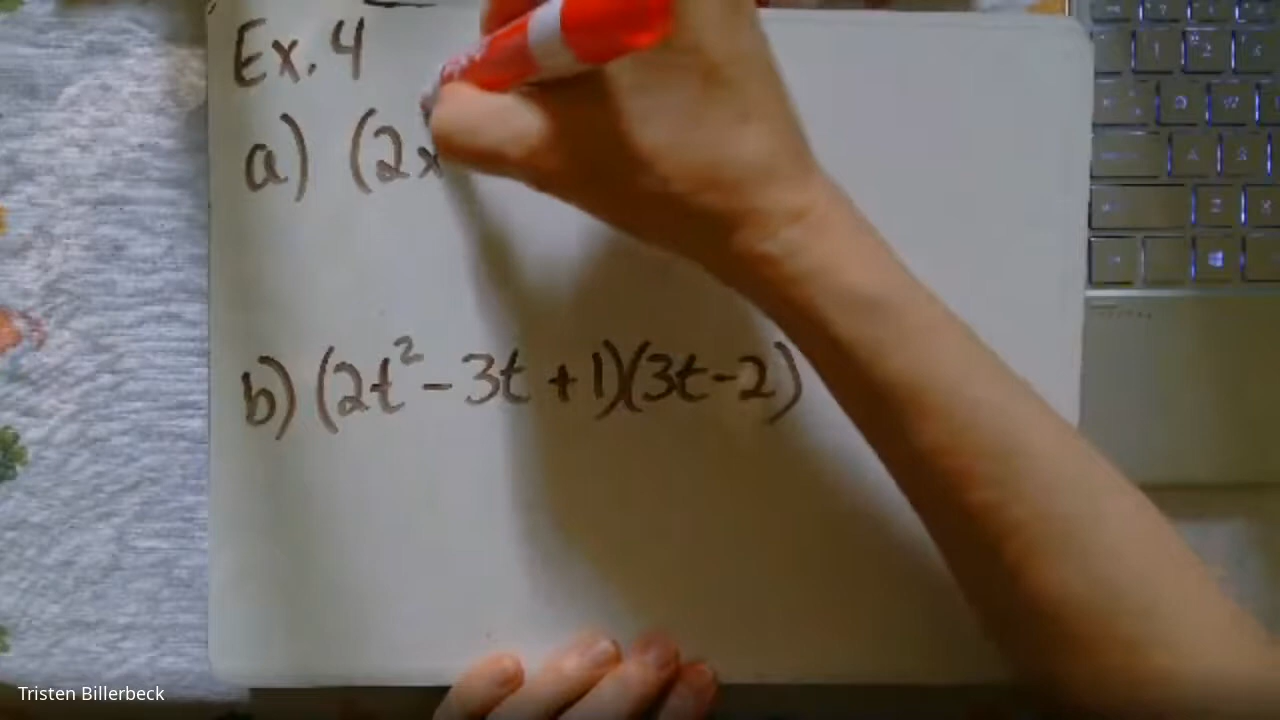 Ex. 4
a) (2x
b) (2t² - 3t + 1)(3t - 2)
Tristen Billerbeck